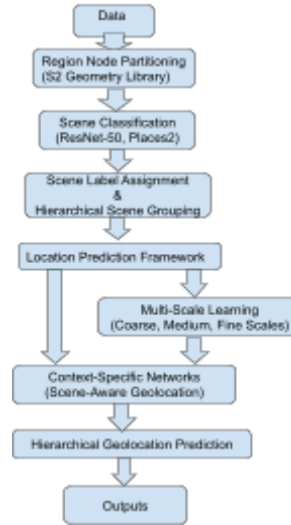 Data
Region Node Partitioning
(S2 Geometry Library)
Scene Classification
(ResNet-50, Places2)
Scene Label Assignment
&
Hierarchical Scene Grouping
Location Prediction Framework
Multi-Scale Learning
(Coarse, Medium, Fine Scales)
Context-Specific Networks
(Scene-Aware Geolocation)
Hierarchical Geolocation Prediction
Outputs